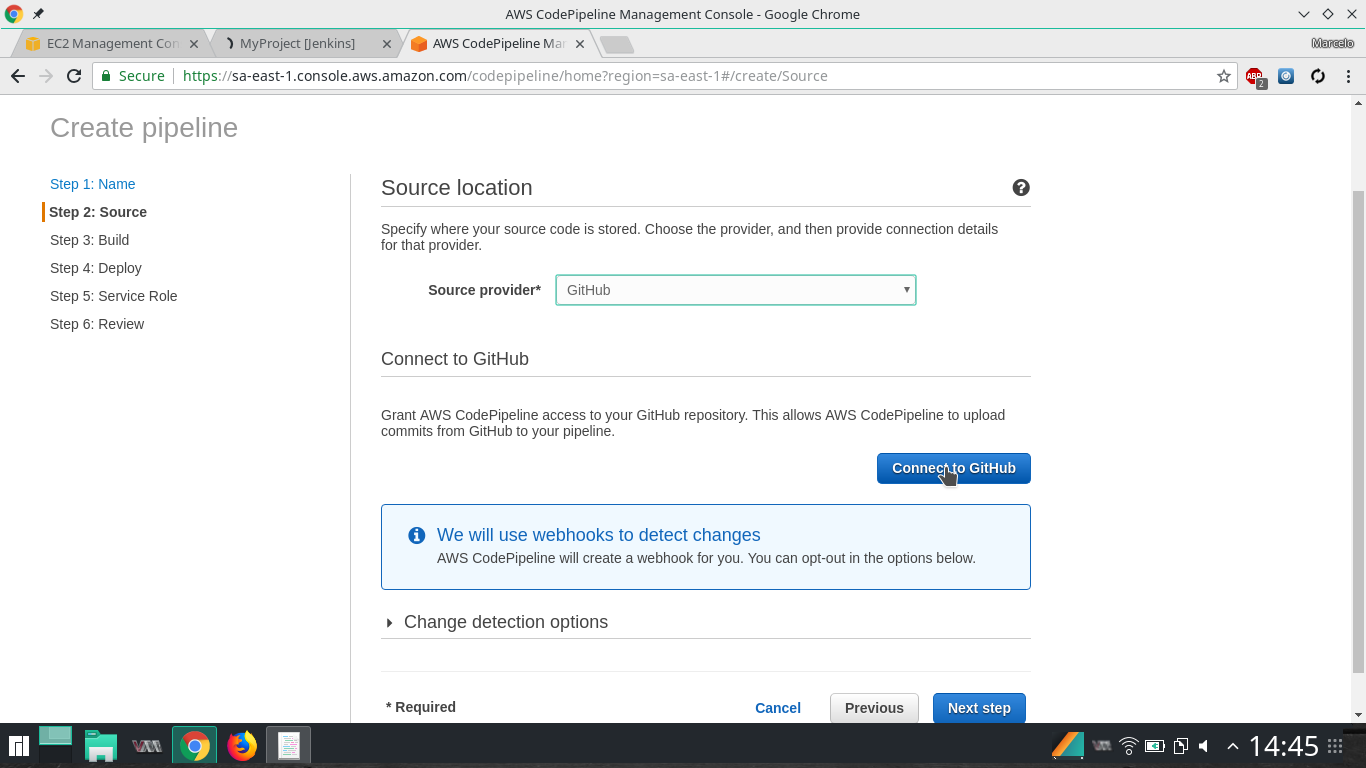 AWS CodePipeline Management Console - Google Chrome
EC2 Management Con
MyProject [Jenkins]
AWS CodePipeline Mar
Marcelo
Secure
https://sa-east-1.console.aws.amazon.com/codepipeline/home?region=sa-east-1#/create/Source
ABP
2
Create pipeline
Step 1: Name
Step 2: Source
Step 3: Build
Step 4: Deploy
Step 5: Service Role
Step 6: Review
Source location
Specify where your source code is stored. Choose the provider, and then provide connection details
for that provider.
Source provider*
GitHub
Connect to GitHub
Grant AWS CodePipeline access to your GitHub repository. This allows AWS CodePipeline to upload
commits from GitHub to your pipeline.
Connect to GitHub
We will use webhooks to detect changes
AWS CodePipeline will create a webhook for you. You can opt-out in the options below.
Change detection options
* Required
Cancel
Previous
Next step
14:45